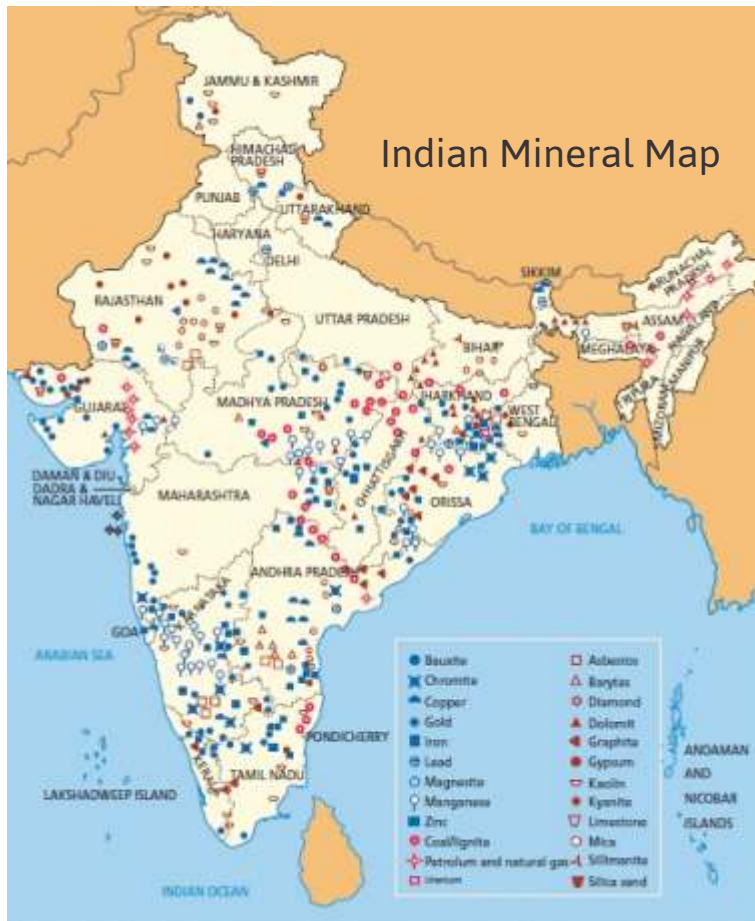 Indian Mineral Map
JAMMU & KASHMIR
HIMACHAL
PRADESH
PUNJAB
UTTARAKHAND
HARYANA
DELHI
RAJASTHAN
UTTAR PRADESH
SIKKIM
ARUNACHAL
PRADESH
ASSAM
NAGALAND
MEGHALAYA
MANIPUR
TRIPURA
MIZORAM
BIHAR
JHARKHAND
WEST
BENGAL
GUJARAT
MADHYA PRADESH
CHHATTISGARH
ORISSA
DAMAN & DIU
DADRA &
NAGAR HAVELI
MAHARASHTRA
BAY OF BENGAL
ANDHRA PRADESH
KARNATAKA
GOA
ARABIAN SEA
PONDICHERRY
KERALA
TAMIL NADU
LAKSHADWEEP ISLAND
ANDAMAN
AND
NICOBAR
ISLANDS
INDIAN OCEAN
Bauxite
Chromite
Copper
Gold
Iron
Lead
Magnesite
Manganese
Zinc
Coal/lignite
Petrolum and natural gas
Asbestos
Barytes
Diamond
Dolomit
Graphite
Gypsum
Kaolin
Kyanite
Limestone
Mica
Sillmanite
Silica sand